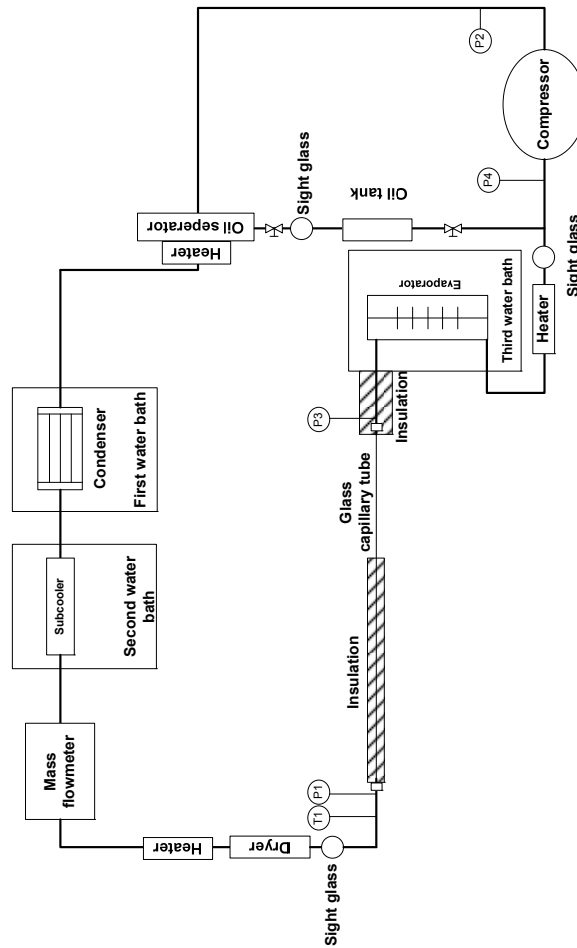 Mass
flowmeter
Subcooler
Second water
bath
Condenser
First water bath
Heater
Oil seperator
Sight glass
Oil tank
P2
Compressor
P4
Sight glass
Heater
Evaporator
Third water bath
P3
Insulation
Glass
capillary tube
Insulation
P1
T1
Sight glass
Dryer
Heater